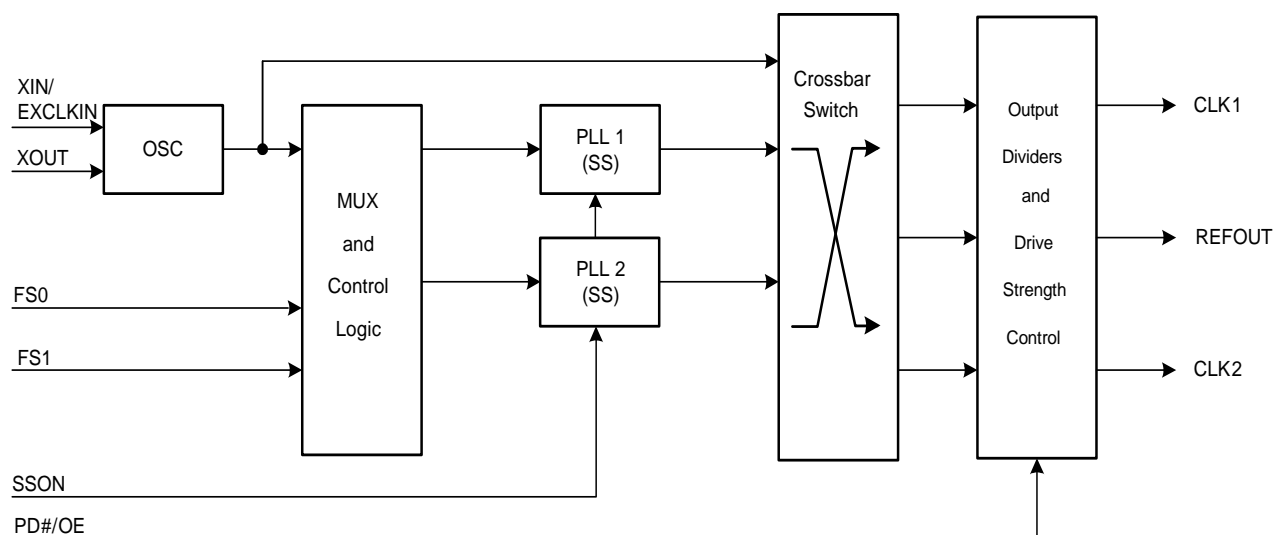 XIN/
EXCLKIN
XOUT
OSC
FS0
FS1
SSON
PD#/OE
MUX
and
Control
Logic
PLL 1
(SS)
PLL 2
(SS)
Crossbar
Switch
Output
Dividers
and
Drive
Strength
Control
CLK1
REFOUT
CLK2